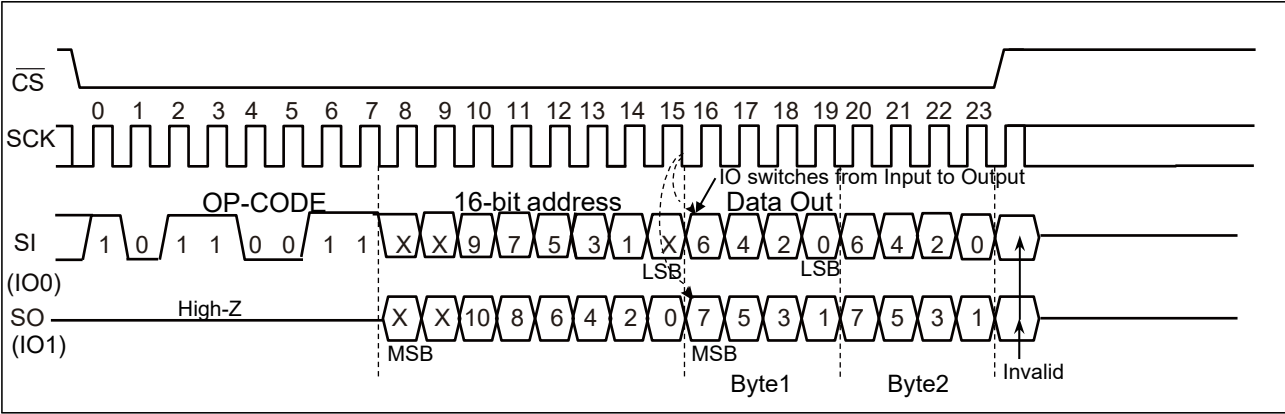 CS
0 1 2 3 4 5 6 7 8 9 10 11 12 13 14 15 16 17 18 19 20 21 22 23
SCK
IO switches from Input to Output
OP-CODE 16-bit address Data Out
SI 1 0 1 1 0 0 1 1 X X 9 7 5 3 1 X 6 4 2 0 6 4 2 0
LSB LSB
(IO0)
High-Z
SO X X 10 8 6 4 2 0 7 5 3 1 7 5 3 1
(IO1)
MSB MSB
Invalid
Byte1 Byte2